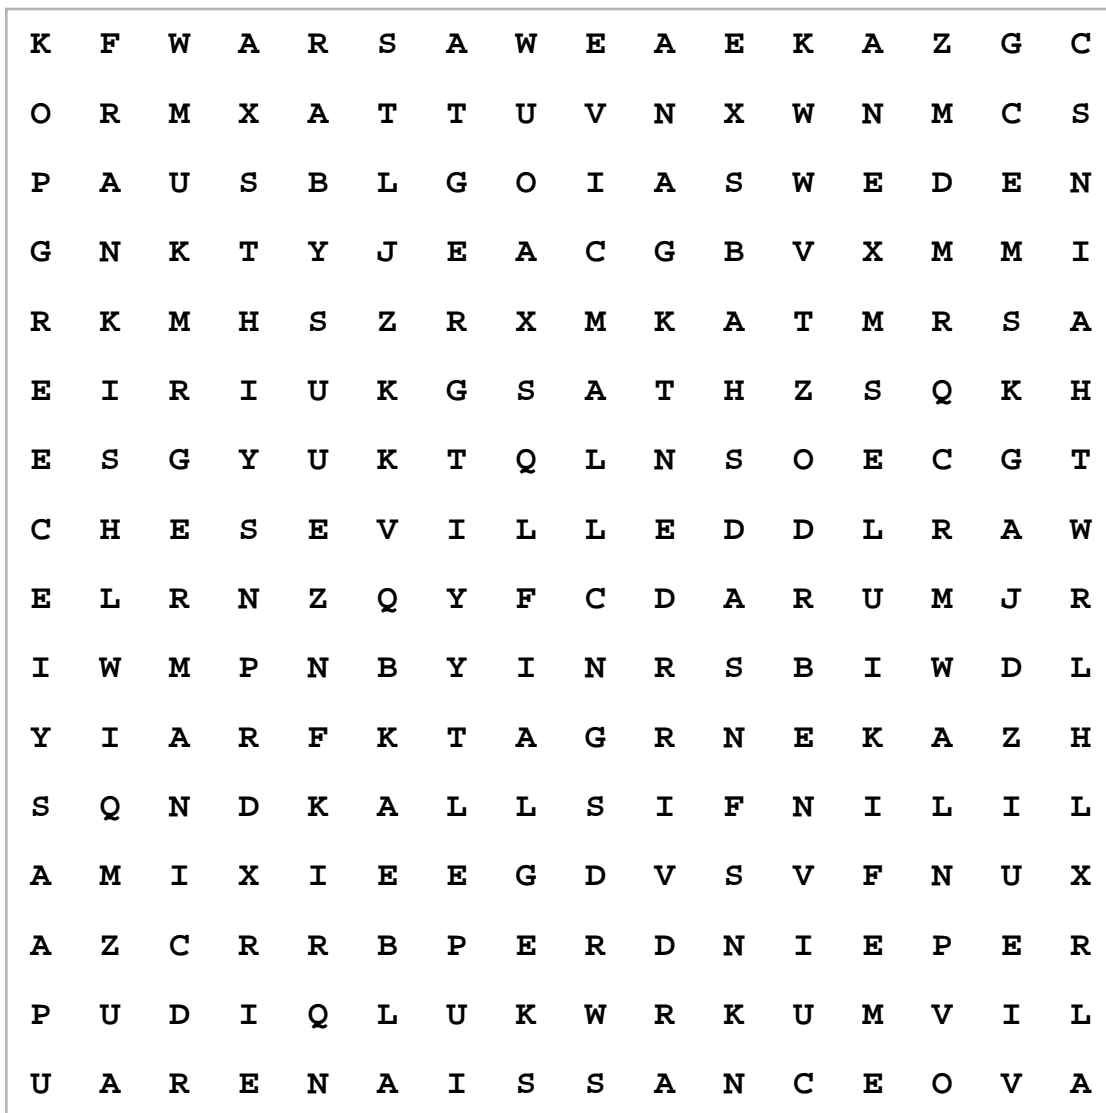 K F W A R S A W E A E K A Z G C
O R M X A T T U V N X W N M C S
P A U S B L G O I A S W E D E N
G N K T Y J E A C G B V X M M I
R K M H S Z R X M K A T M R S A
E I R I U K G S A T H Z S Q K H
E S G Y U K T Q L N S O E C G T
C H E S E V I L L E D D L R A W
E L R N Z Q Y F C D A R U M J R
I W M P N B Y I N R S B I W D L
Y I A R F K T A G R N E K A Z H
S Q N D K A L L S I F N I L I L
A M I X I E E G D V S V F N U X
A Z C R R B P E R D N I E P E R
P U D I Q L U K W R K U M V I L
U A R E N A I S S A N C E O V A